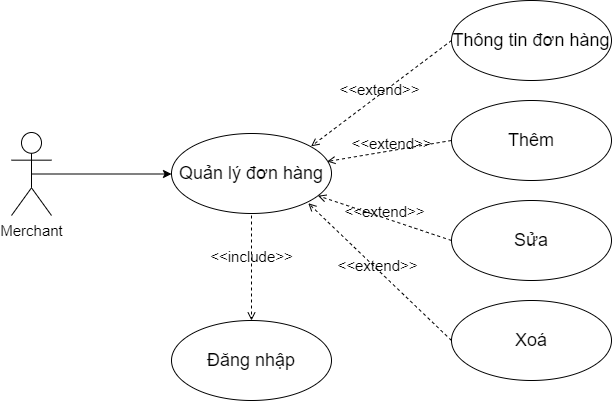 Thông tin đơn hàng
<<extend>>
<<extend>>
Thêm
Quản lý đơn hàng
Merchant
<<extend>>
Sửa
<<include>>
<<extend>>
Xoá
Đăng nhập